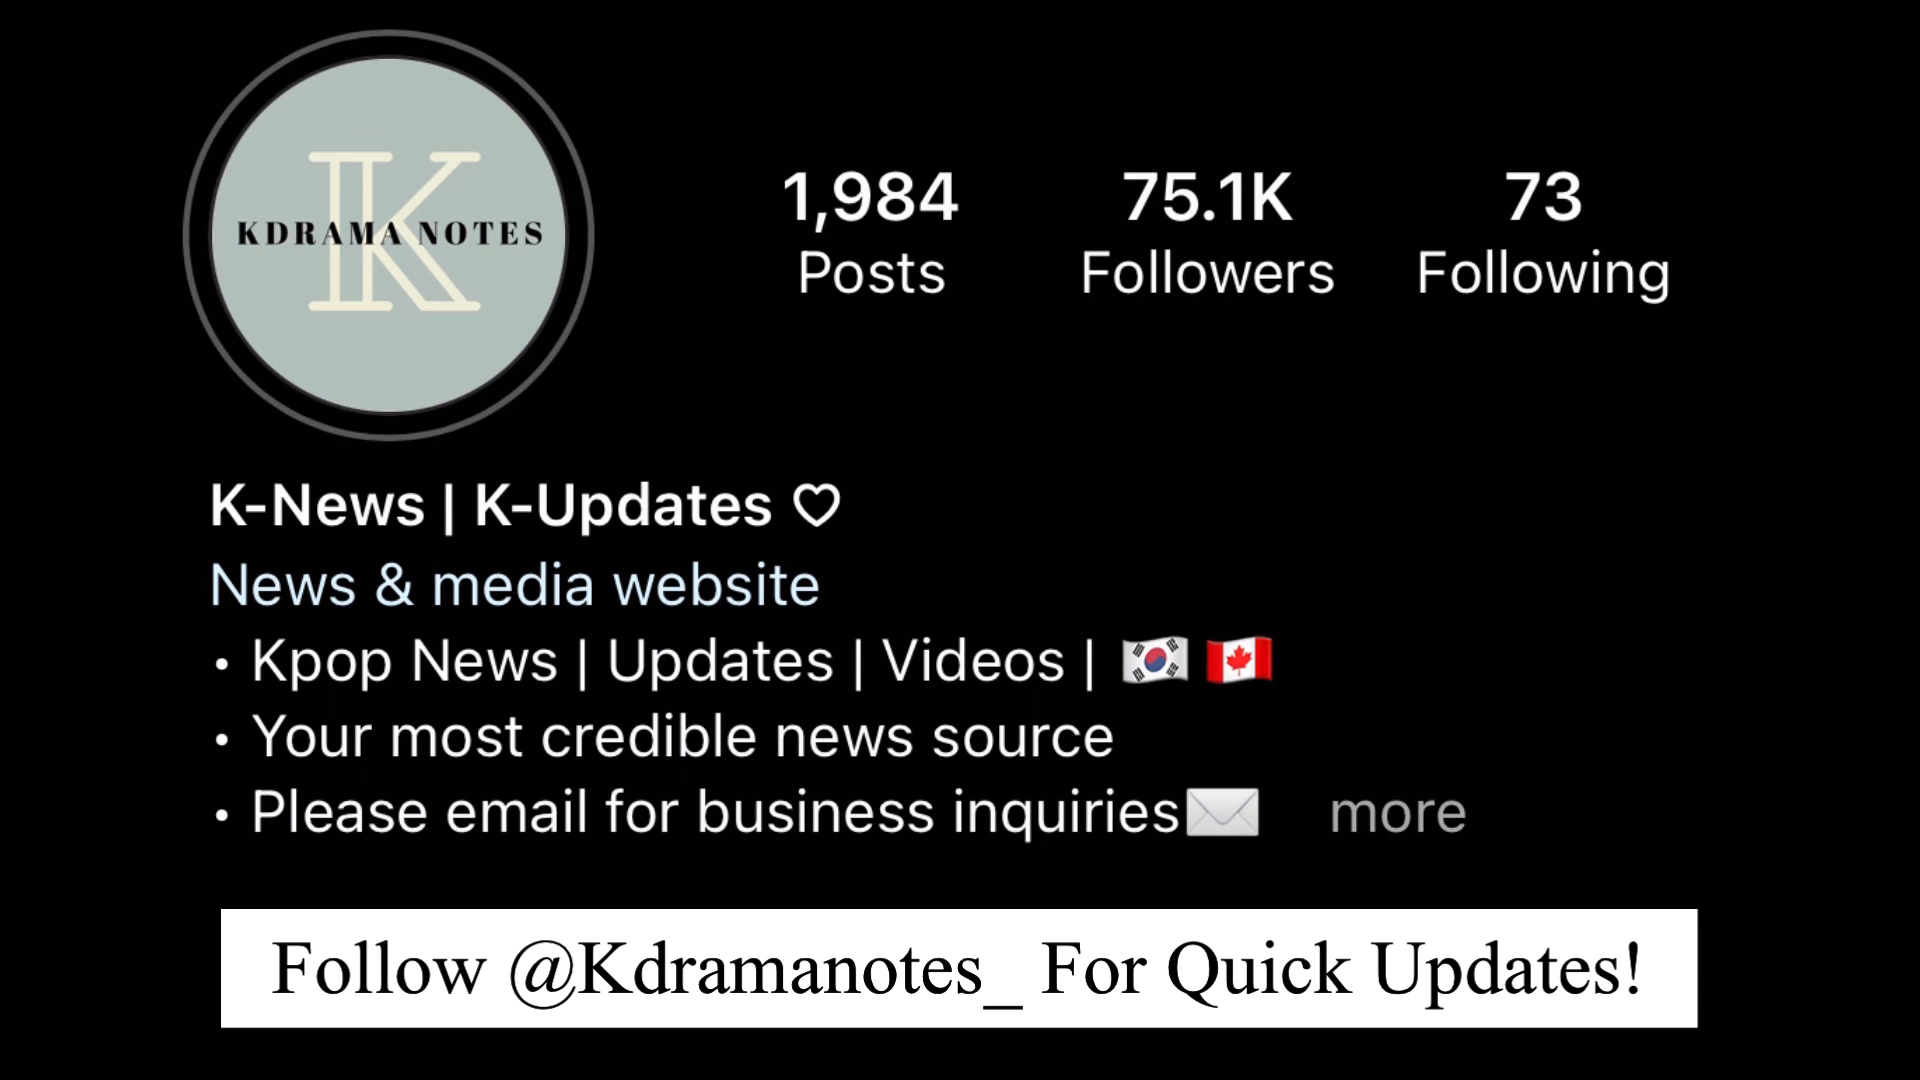 K
KDRAMA NOTES
1,984 75.1K 73
Posts Followers Following
K-News | K-Updates ♡
News & media website
• Kpop News | Updates | Videos | 🇰🇷 🇨🇦
• Your most credible news source
• Please email for business inquiries✉️ more
Follow @Kdramanotes_ For Quick Updates!